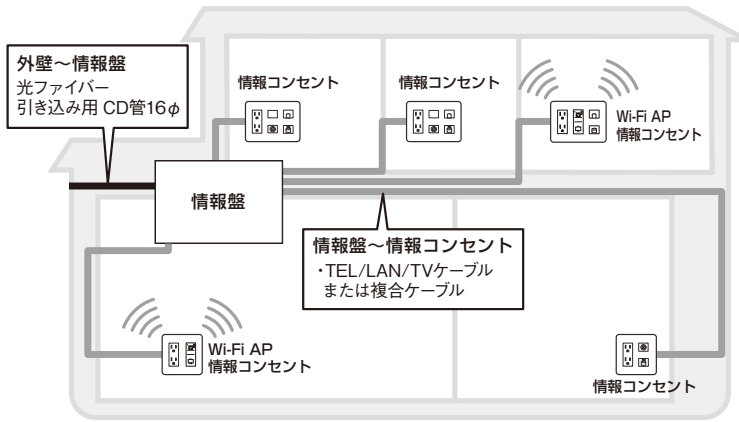 外壁～情報盤
光ファイバー
引き込み用 CD管16φ
情報コンセント
情報コンセント
Wi-Fi AP
情報コンセント
情報盤
情報盤～情報コンセント
・TEL/LAN/TVケーブル
または複合ケーブル
Wi-Fi AP
情報コンセント
情報コンセント